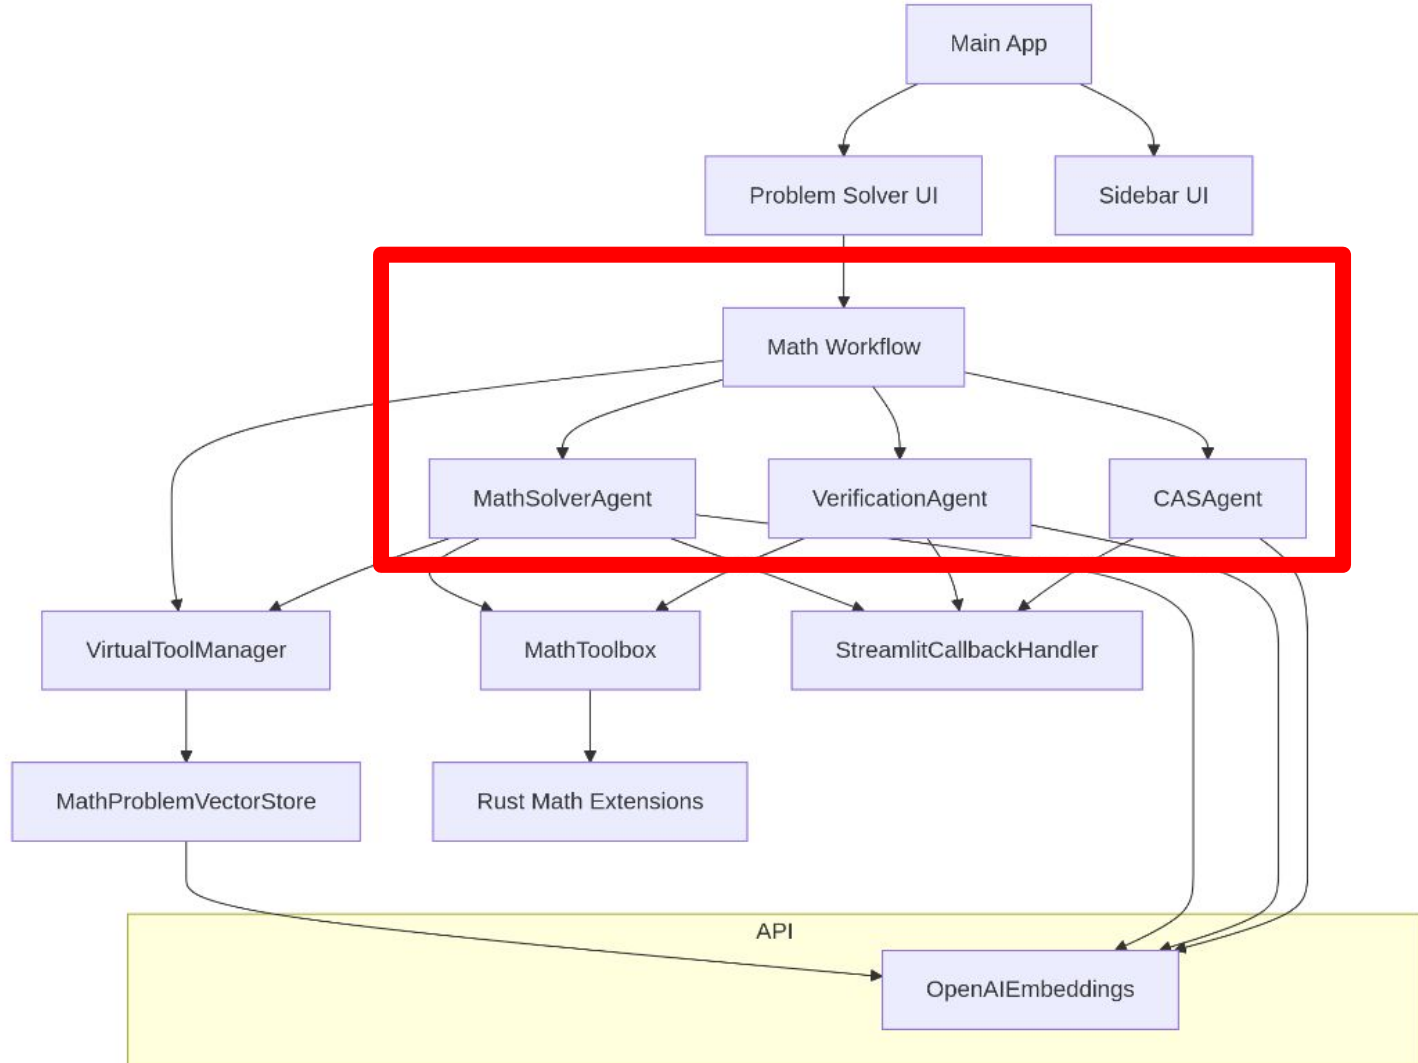 Main App
Problem Solver UI
Sidebar UI
Math Workflow
MathSolverAgent
VerificationAgent
CASAgent
VirtualToolManager
MathToolbox
StreamlitCallbackHandler
MathProblemVectorStore
Rust Math Extensions
API
OpenAIEmbeddings